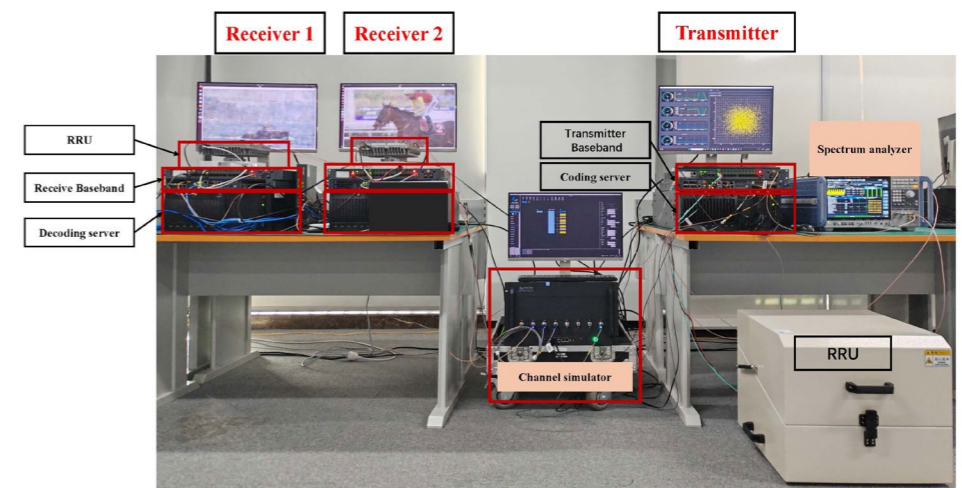 Receiver 1
Receiver 2
Transmitter
RRU
Receive Baseband
Decoding server
Transmitter
Baseband
Coding server
Spectrum analyzer
Channel simulator
RRU